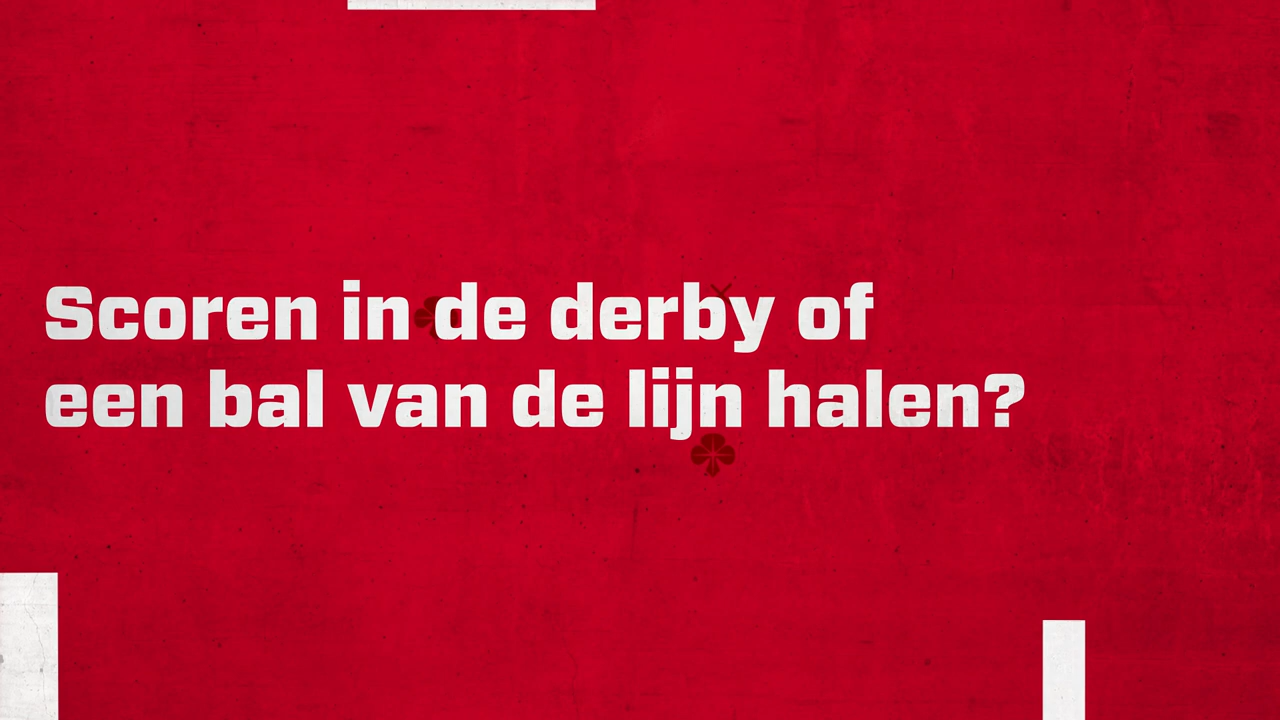 Scoren in de derby of
een bal van de lijn halen?